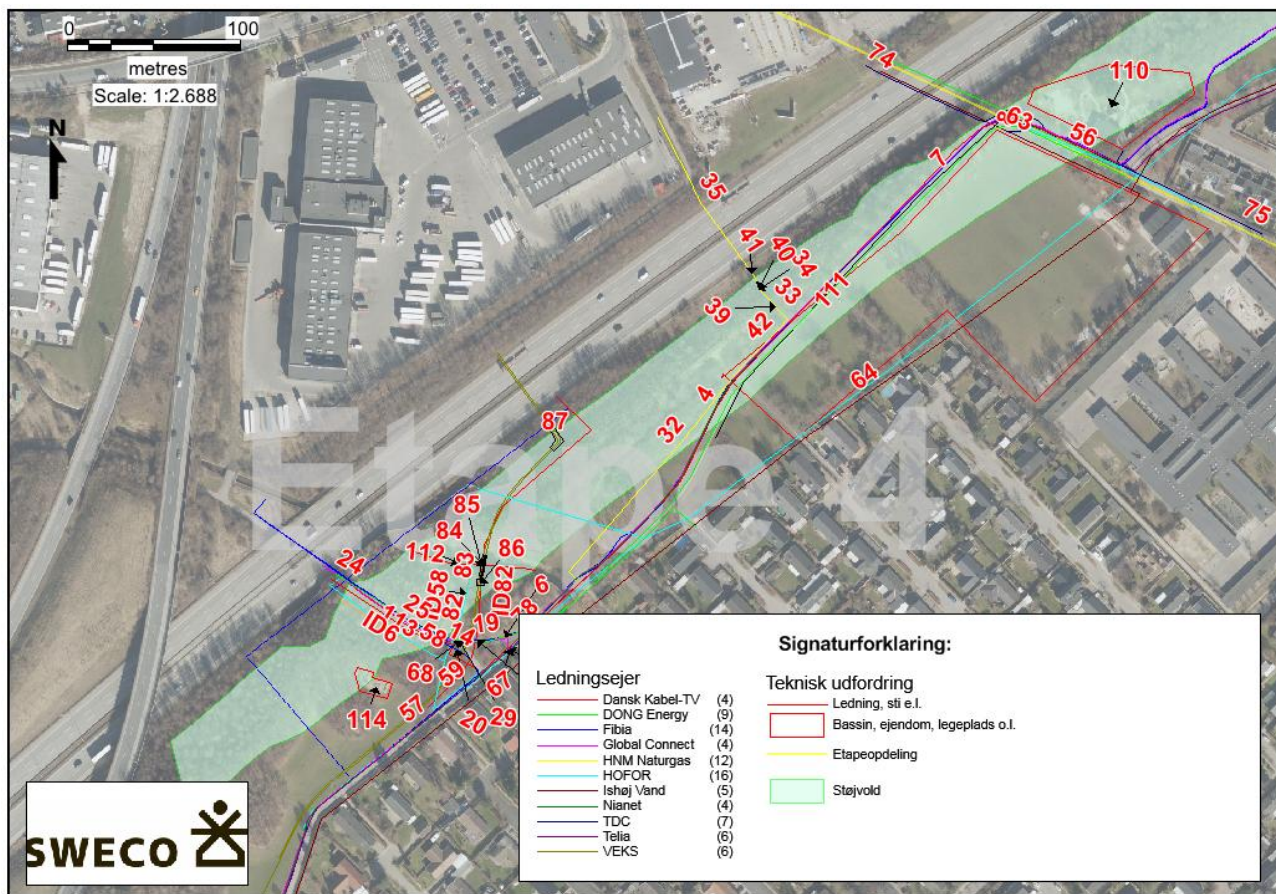 0 100
metres
Scale: 1:2.688
N
74
110
63
56
7
75
35
41
40
34
33
39
42
111
64
4
32
Etape 4
87
85
84
86
112
83
24
ID58
82
ID82
6
25
113
58
ID6
14
19
78
68
59
67
57
20
29
114
SWECO
Signaturforklaring:
Ledningsejer
Dansk Kabel-TV (4)
DONG Energy (9)
Fibia (14)
Global Connect (4)
HNM Naturgas (12)
HOFOR (16)
Ishøj Vand (5)
Nianet (4)
TDC (7)
Telia (6)
VEKS (6)
Teknisk udfordring
Ledning, sti e.l.
Bassin, ejendom, legeplads o.l.
Etapeopdeling
Støjvold